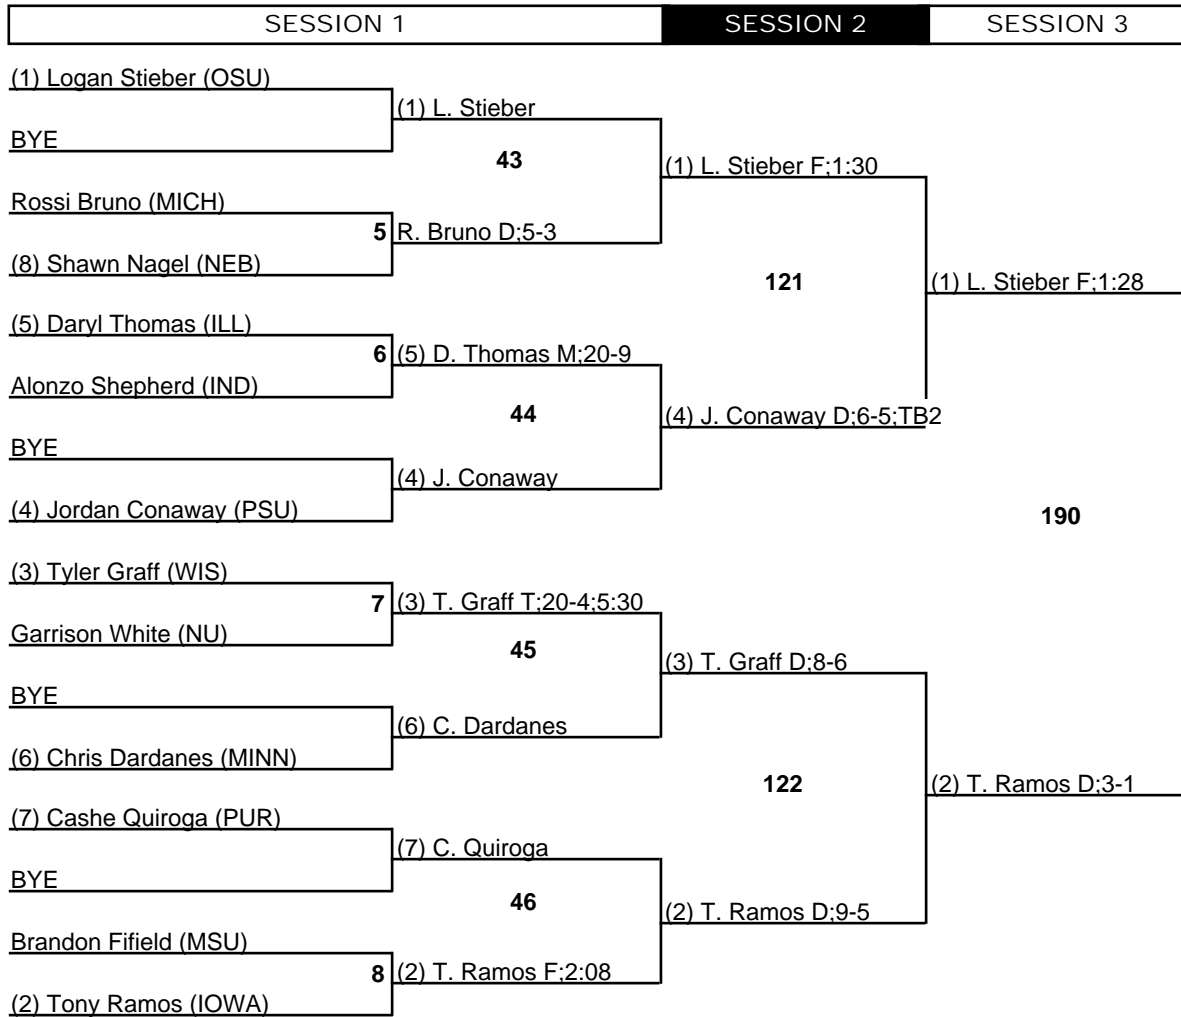 SESSION 1
SESSION 2
SESSION 3
(1) Logan Stieber (OSU)
(1) L. Stieber
BYE
43
(1) L. Stieber F;1:30
Rossi Bruno (MICH)
5
R. Bruno D;5-3
(8) Shawn Nagel (NEB)
121
(1) L. Stieber F;1:28
(5) Daryl Thomas (ILL)
6
(5) D. Thomas M;20-9
Alonzo Shepherd (IND)
44
(4) J. Conaway D;6-5;TB2
BYE
(4) J. Conaway
(4) Jordan Conaway (PSU)
190
(3) Tyler Graff (WIS)
7
(3) T. Graff T;20-4;5:30
Garrison White (NU)
45
(3) T. Graff D;8-6
BYE
(6) C. Dardanes
(6) Chris Dardanes (MINN)
122
(2) T. Ramos D;3-1
(7) Cashe Quiroga (PUR)
(7) C. Quiroga
BYE
46
(2) T. Ramos D;9-5
Brandon Fifield (MSU)
8
(2) T. Ramos F;2:08
(2) Tony Ramos (IOWA)